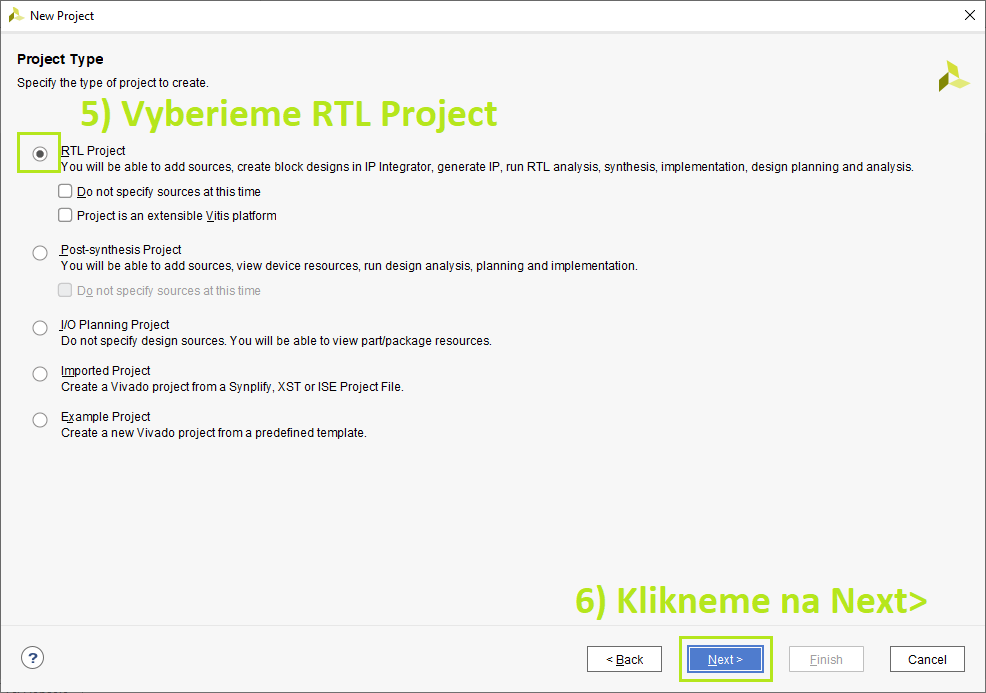 New Project
Project Type
Specify the type of project to create.
5) Vyberieme RTL Project
RTL Project
You will be able to add sources, create block designs in IP Integrator, generate IP, run RTL analysis, synthesis, implementation, design planning and analysis.
Do not specify sources at this time
Project is an extensible Vitis platform
Post-synthesis Project
You will be able to add sources, view device resources, run design analysis, planning and implementation.
Do not specify sources at this time
I/O Planning Project
Do not specify design sources. You will be able to view part/package resources.
Imported Project
Create a Vivado project from a Synplify, XST or ISE Project File.
Example Project
Create a new Vivado project from a predefined template.
6) Klikneme na Next>
?
< Back
Next >
Finish
Cancel